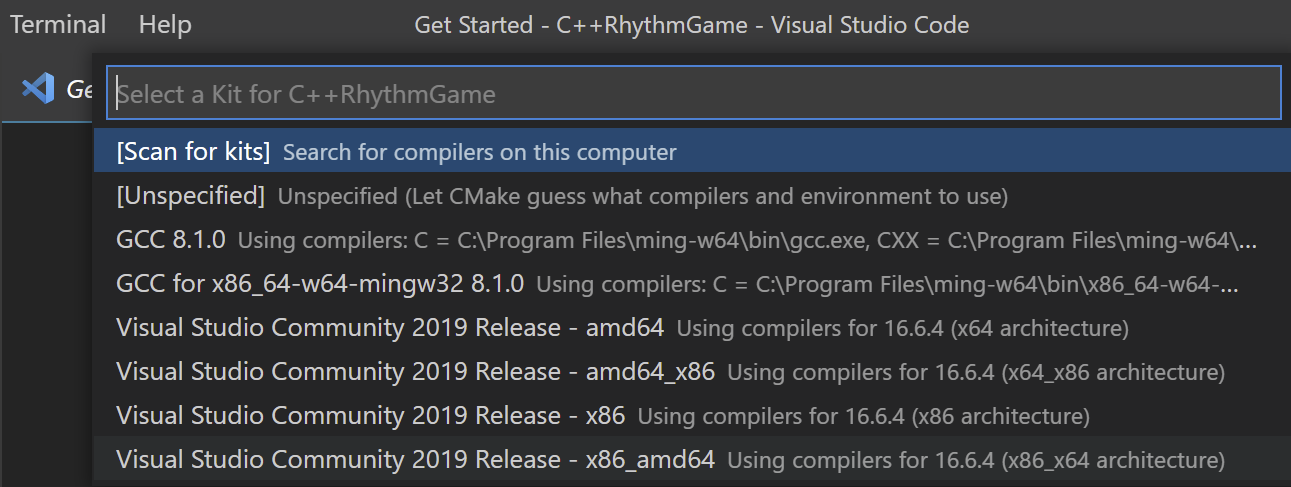 Terminal Help Get Started - C++RhythmGame - Visual Studio Code
Ge
Select a Kit for C++RhythmGame
[Scan for kits] Search for compilers on this computer
[Unspecified] Unspecified (Let CMake guess what compilers and environment to use)
GCC 8.1.0 Using compilers: C = C:\Program Files\ming-w64\bin\gcc.exe, CXX = C:\Program Files\ming-w64\...
GCC for x86_64-w64-mingw32 8.1.0 Using compilers: C = C:\Program Files\ming-w64\bin\x86_64-w64-...
Visual Studio Community 2019 Release - amd64 Using compilers for 16.6.4 (x64 architecture)
Visual Studio Community 2019 Release - amd64_x86 Using compilers for 16.6.4 (x64_x86 architecture)
Visual Studio Community 2019 Release - x86 Using compilers for 16.6.4 (x86 architecture)
Visual Studio Community 2019 Release - x86_amd64 Using compilers for 16.6.4 (x86_x64 architecture)